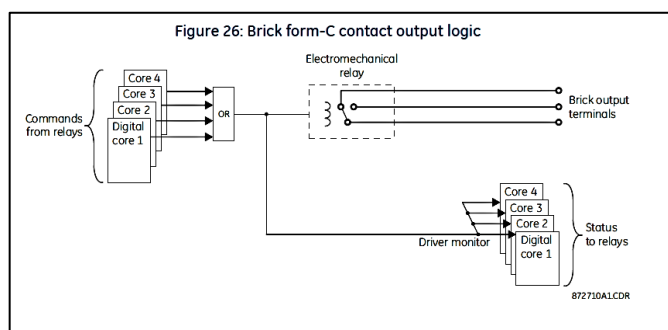 Figure 26: Brick form-C contact output logic
Electromechanical
relay
Core 4
Core 3
Core 2
Digital
core 1
Commands
from relays
OR
Brick output
terminals
Core 4
Core 3
Core 2
Digital
core 1
Driver monitor
Status
to relays
872710A1.CDR